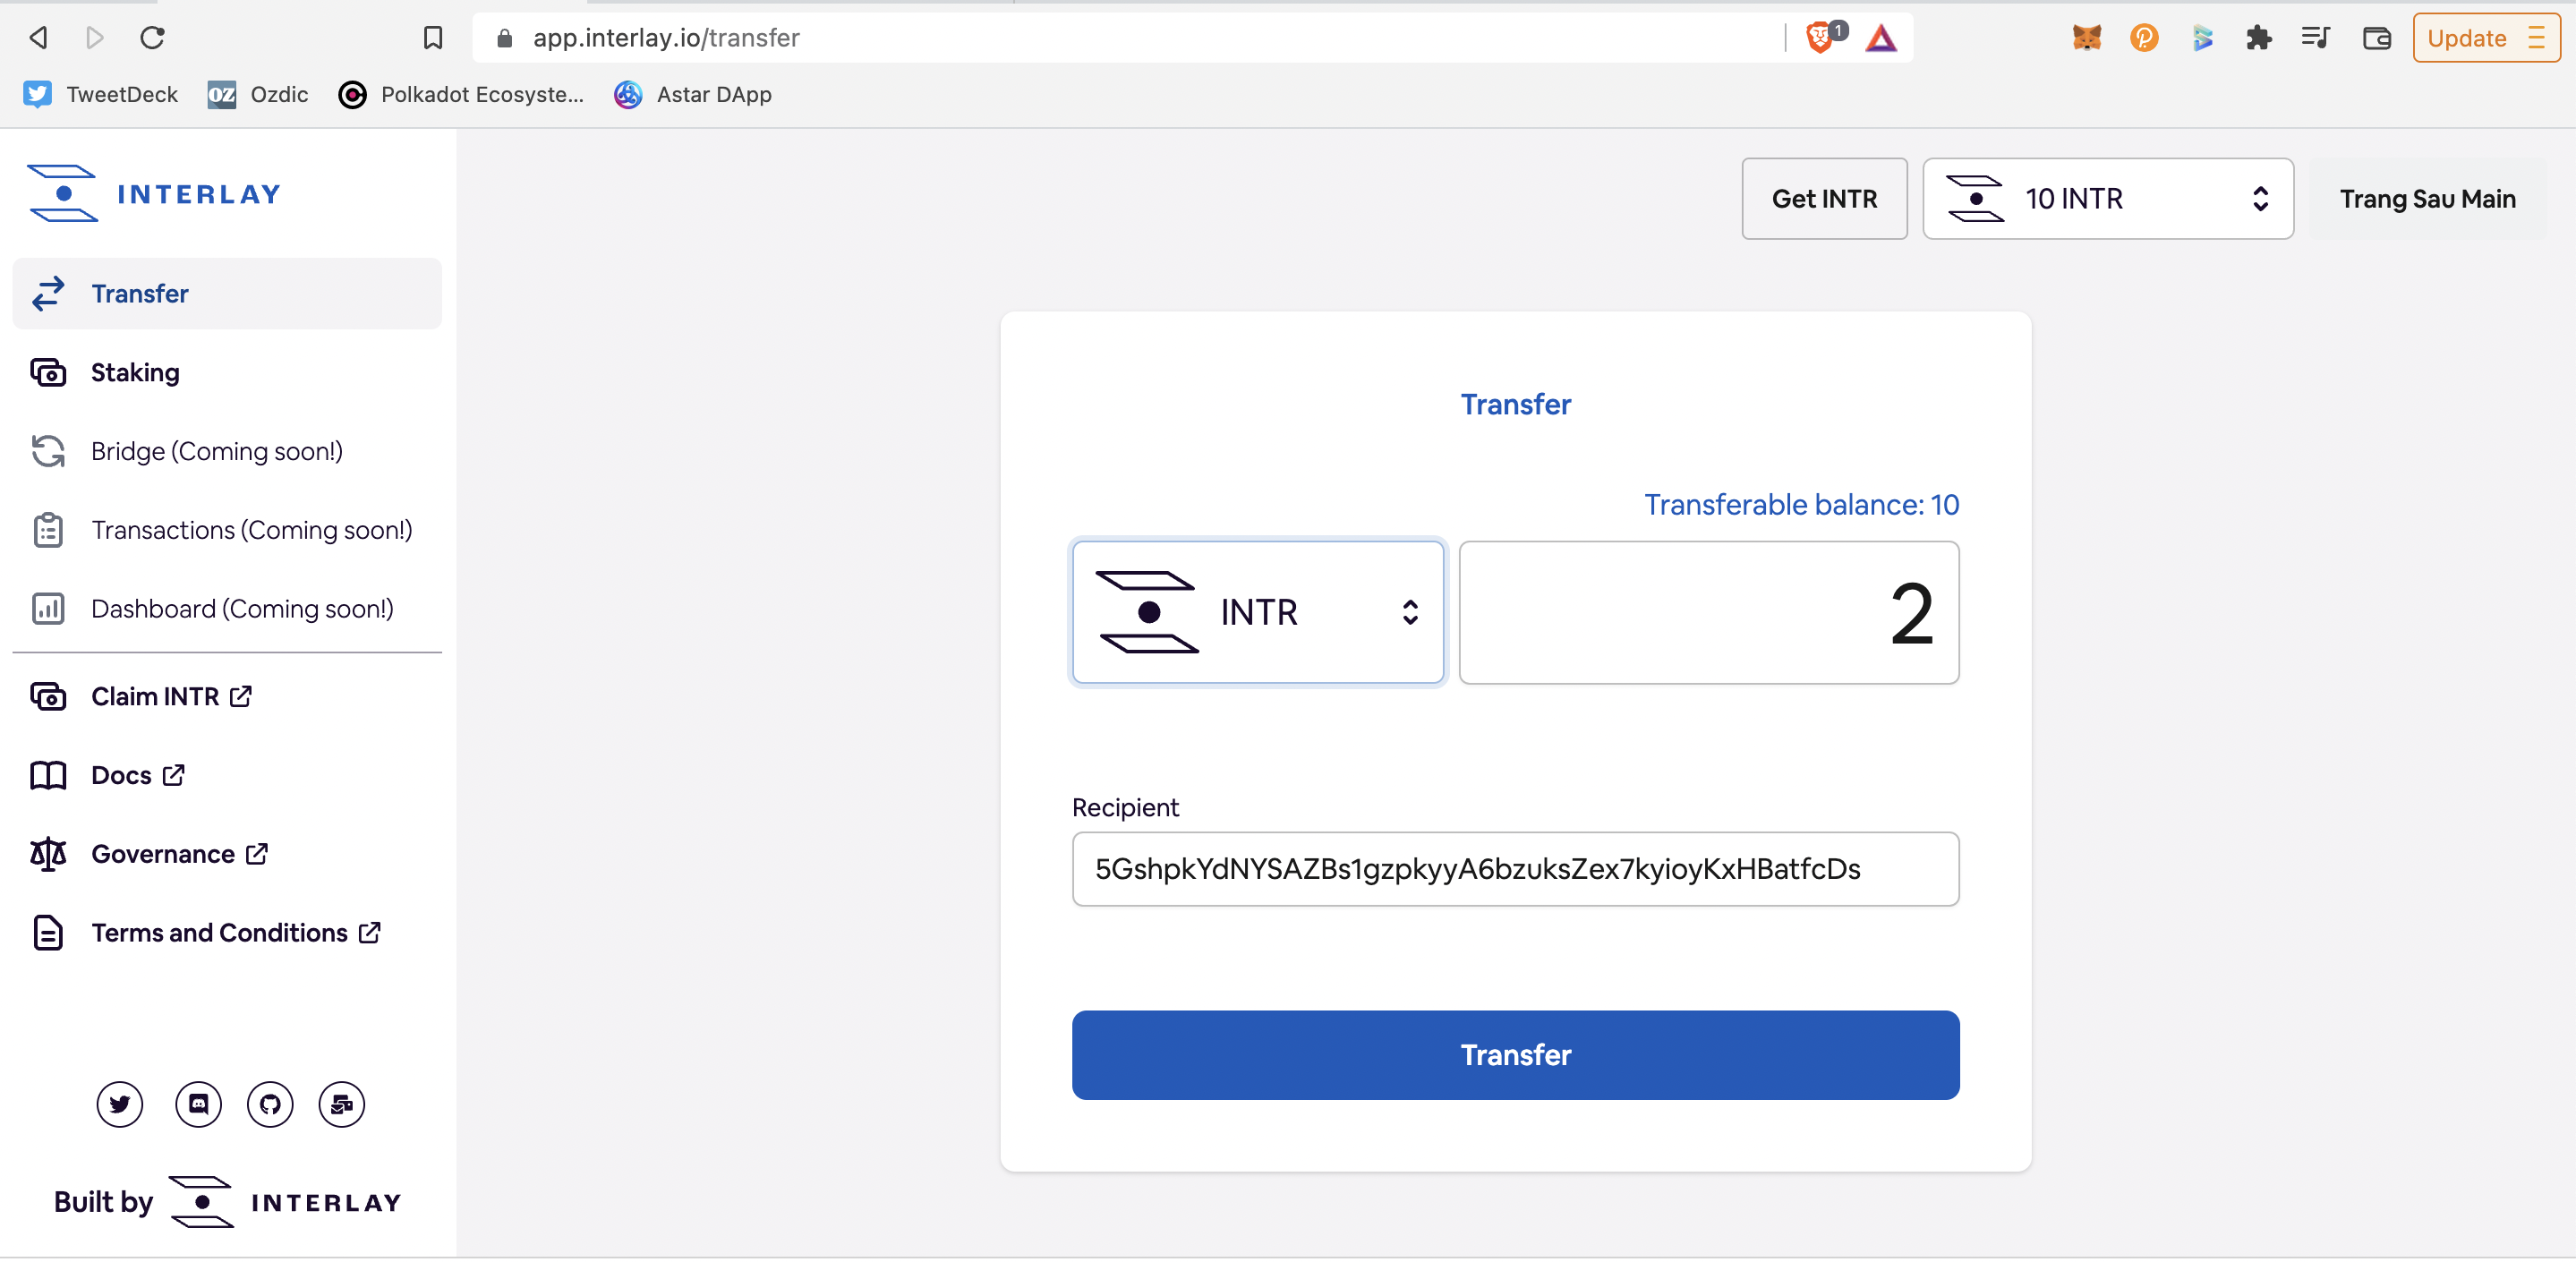 app.interlay.io/transfer
1
Update
TweetDeck
OZ Ozdic
Polkadot Ecosyste...
Astar DApp
INTERLAY
Get INTR
10 INTR
Trang Sau Main
Transfer
Staking
Bridge (Coming soon!)
Transactions (Coming soon!)
Dashboard (Coming soon!)
Claim INTR
Docs
Governance
Terms and Conditions
Built by INTERLAY
Transfer
Transferable balance: 10
INTR
2
Recipient
5GshpkYdNYSAZBs1gzpkyyA6bzuksZex7kyioyKxHBatfcDs
Transfer